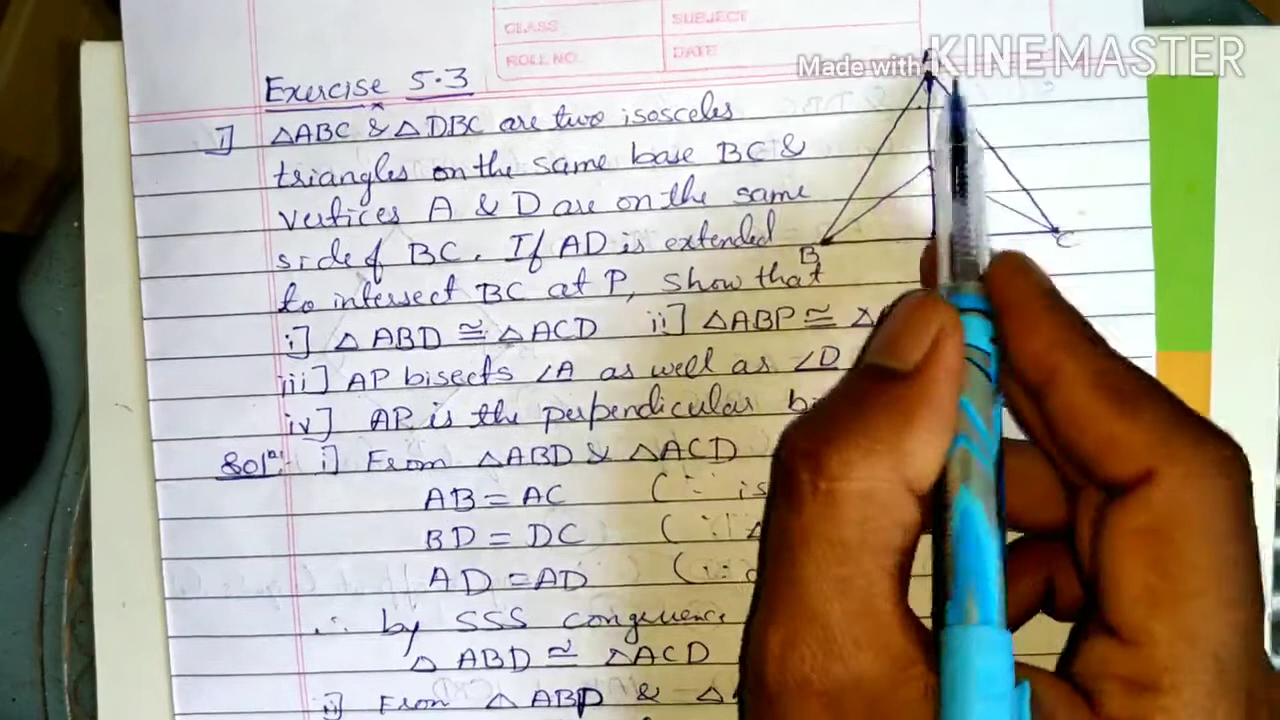 CLASS
SUBJECT
ROLL NO.
DATE
Made with KINEMASTER
Exercise 5.3
1] △ABC & △DBC are two isosceles
triangles on the same base BC &
vertices A & D are on the same
side of BC. If AD is extended
to intersect BC at P, show that
B
C
i] △ABD ≅ △ACD ii] △ABP ≅ △
iii] AP bisects ∠A as well as ∠D
iv] AP is the perpendicular
Solⁿ:- i] From △ABD & △ACD
AB = AC (∵ is
BD = DC (∵ △
AD = AD (∵
∴ by SSS congruence
△ ABD ≅ △ACD
ii] From △ ABP & △